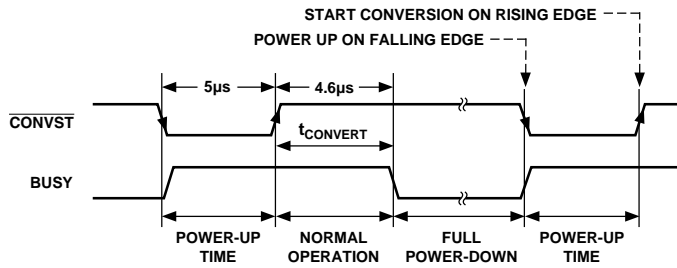 START CONVERSION ON RISING EDGE
POWER UP ON FALLING EDGE
5µs
4.6µs
CONVST
tCONVERT
BUSY
POWER-UP
TIME
NORMAL
OPERATION
FULL
POWER-DOWN
POWER-UP
TIME